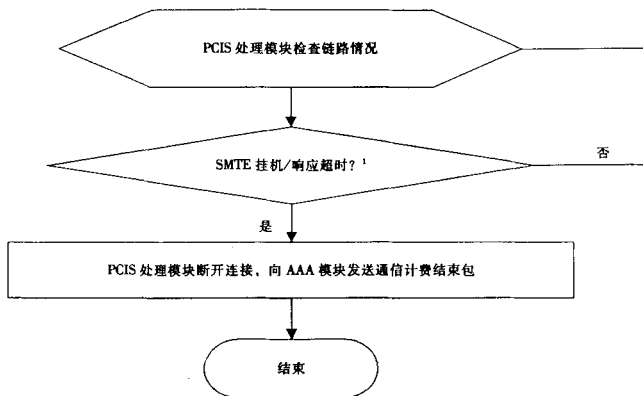 PCIS 处理模块检查链路情况
SMTE 挂机/响应超时？¹
否
是
PCIS 处理模块断开连接，向 AAA 模块发送通信计费结束包
结束